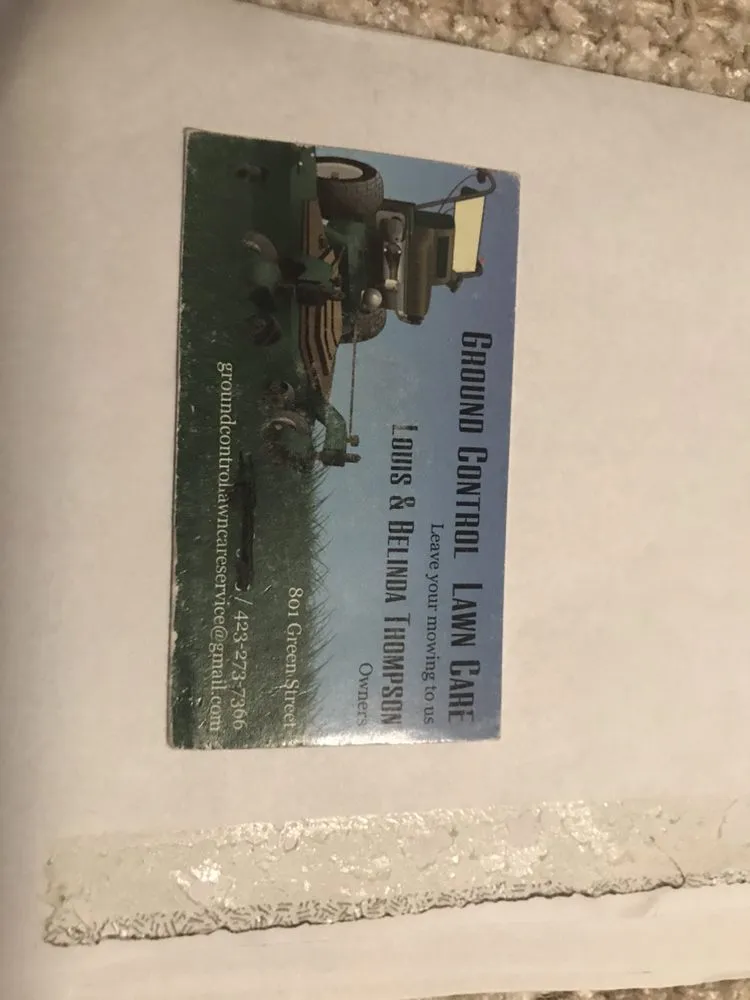 GROUND CONTROL LAWN CARE
Leave your mowing to us
LOUIS & BELINDA THOMPSON
Owners
801 Green Street
/ 423-273-7366
groundcontrollawncareservice@gmail.com